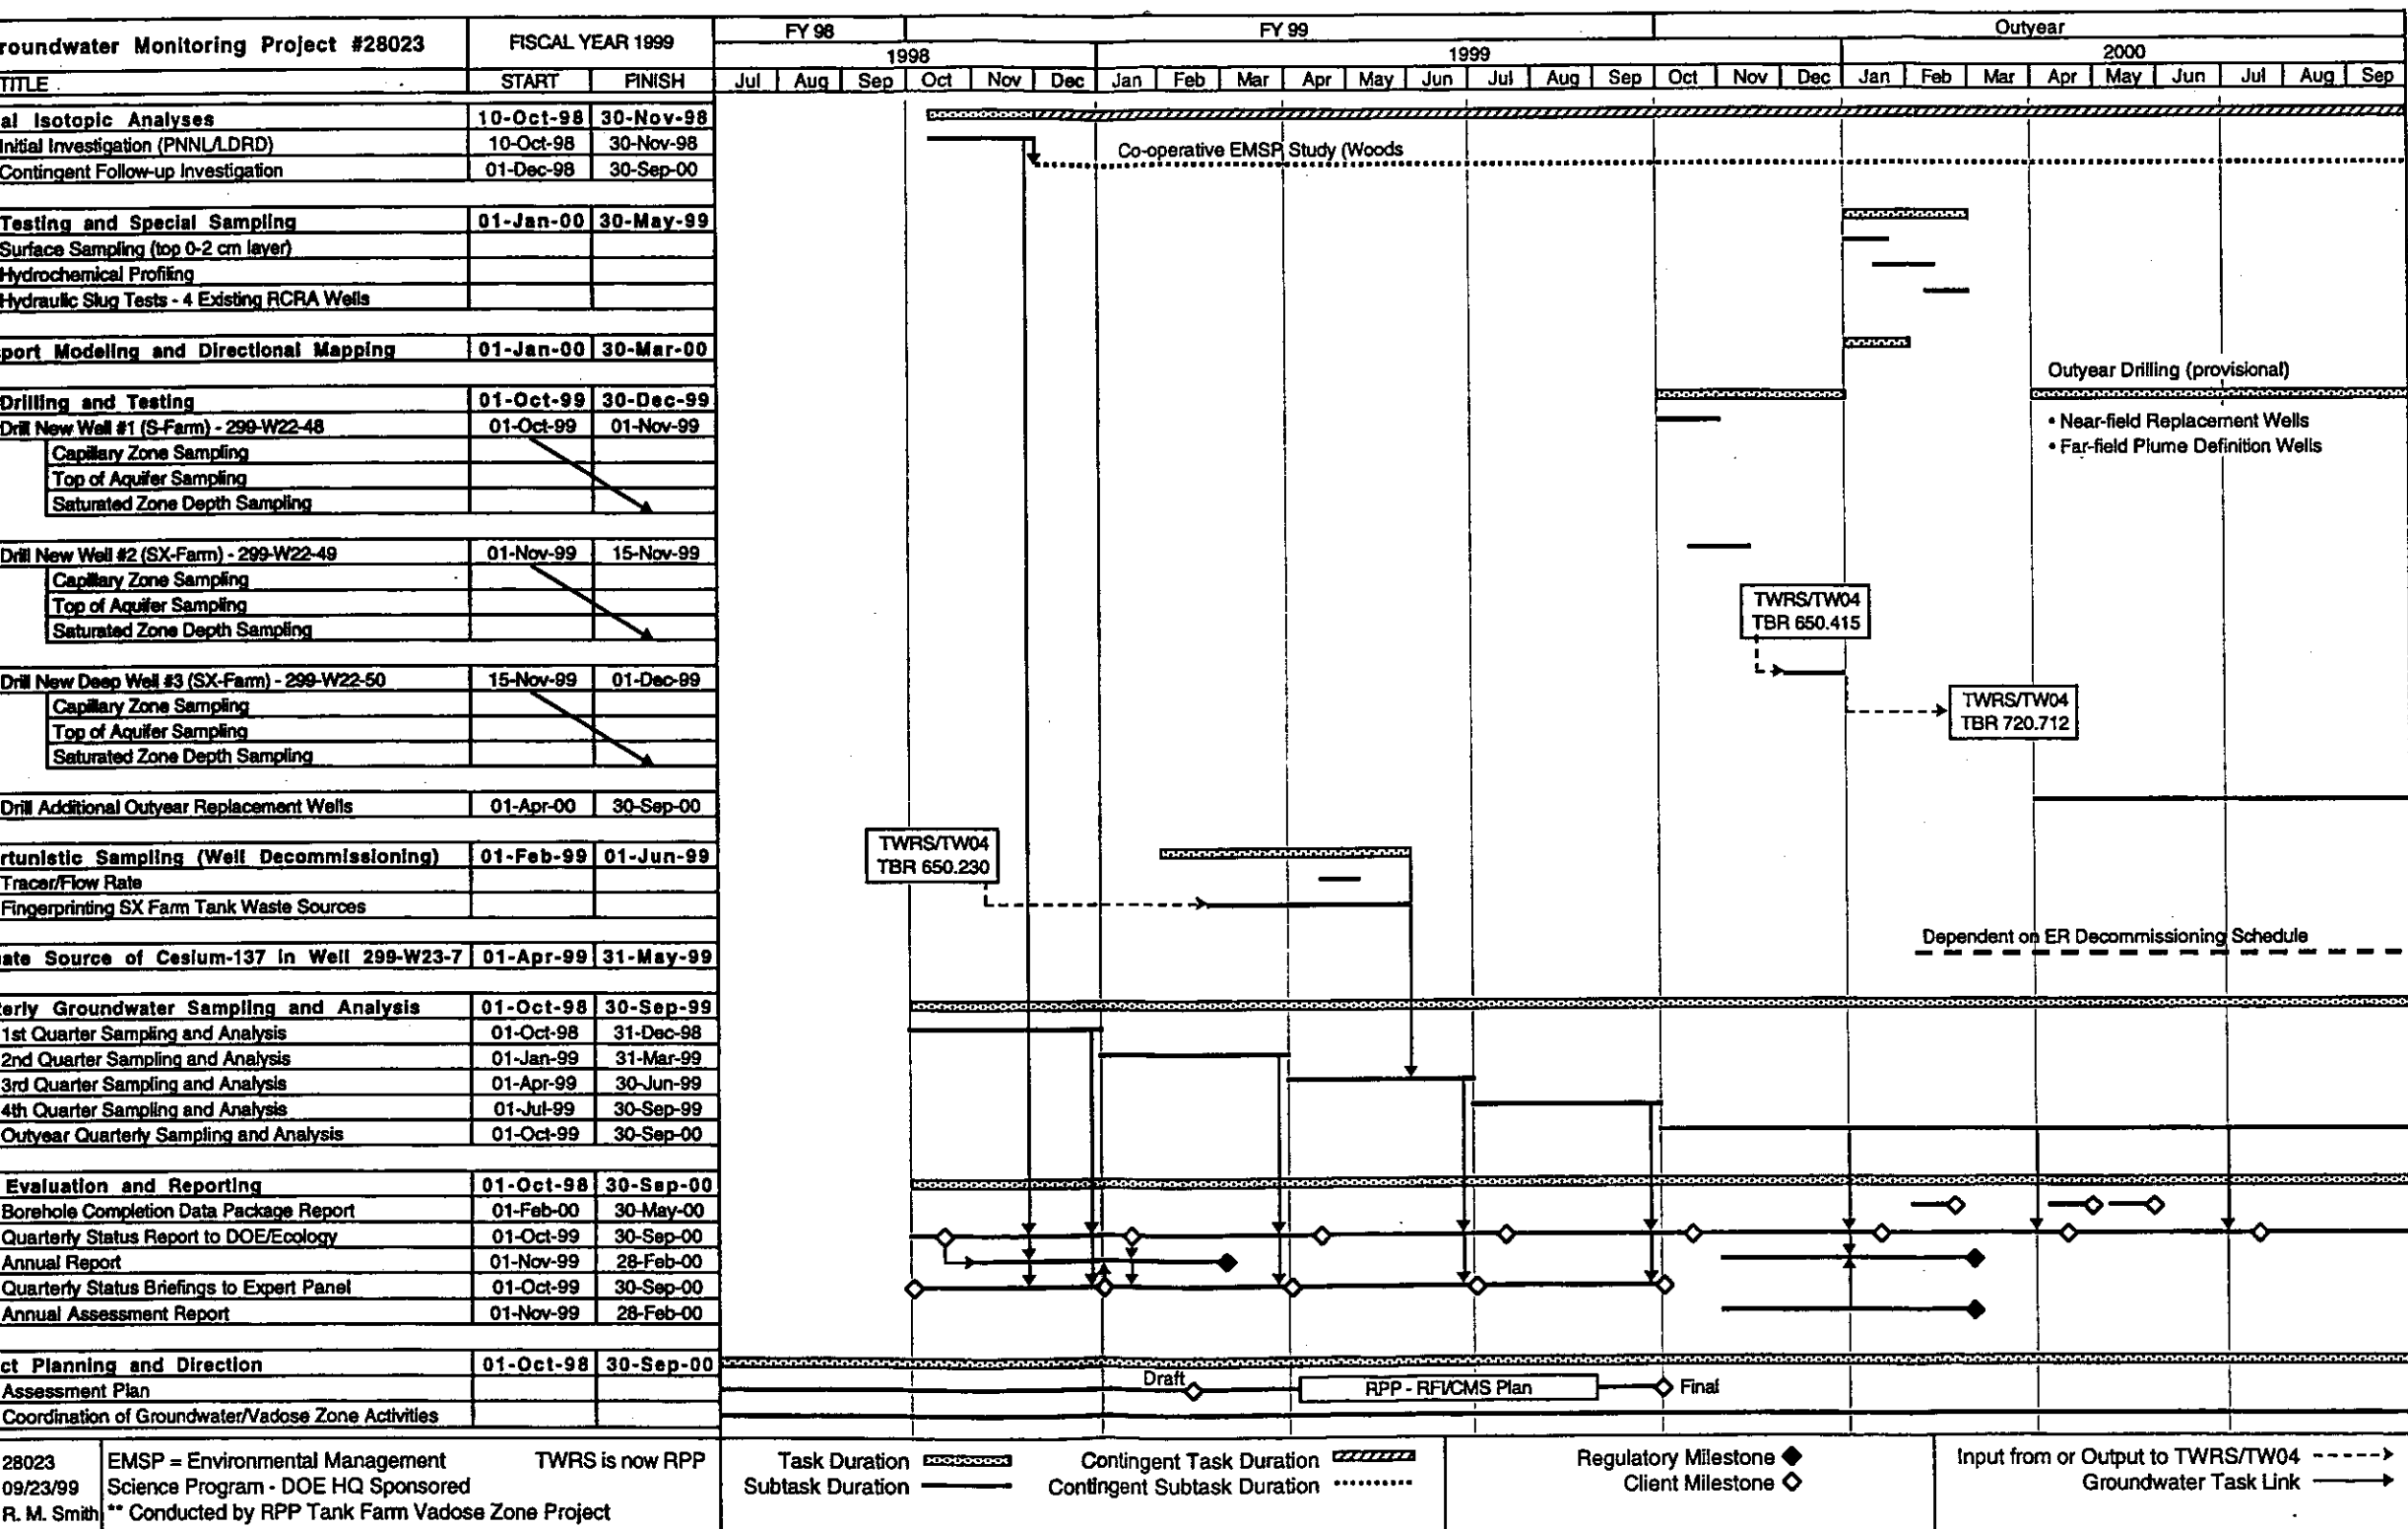 roundwater Monitoring Project #28023 FISCAL YEAR 1999 FY 98 FY 99 Outyear
1998 1999 2000
TITLE START FINISH Jul Aug Sep Oct Nov Dec Jan Feb Mar Apr May Jun Jul Aug Sep Oct Nov Dec Jan Feb Mar Apr May Jun Jul Aug Sep
al Isotopic Analyses 10-Oct-98 30-Nov-98
Initial Investigation (PNNL/LDRD) 10-Oct-98 30-Nov-98 Co-operative EMSP Study (Woods
Contingent Follow-up Investigation 01-Dec-98 30-Sep-00
Testing and Special Sampling 01-Jan-00 30-May-99
Surface Sampling (top 0-2 cm layer)
Hydrochemical Profiling
Hydraulic Slug Tests - 4 Existing RCRA Wells
port Modeling and Directional Mapping 01-Jan-00 30-Mar-00
Outyear Drilling (provisional)
Drilling and Testing 01-Oct-99 30-Dec-99
Drill New Well #1 (S-Farm) - 299-W22-48 01-Oct-99 01-Nov-99 • Near-field Replacement Wells
Capillary Zone Sampling • Far-field Plume Definition Wells
Top of Aquifer Sampling
Saturated Zone Depth Sampling
Drill New Well #2 (SX-Farm) - 299-W22-49 01-Nov-99 15-Nov-99
Capillary Zone Sampling
Top of Aquifer Sampling TWRS/TW04
Saturated Zone Depth Sampling TBR 650.415
Drill New Deep Well #3 (SX-Farm) - 299-W22-50 15-Nov-99 01-Dec-99
Capillary Zone Sampling TWRS/TW04
Top of Aquifer Sampling TBR 720.712
Saturated Zone Depth Sampling
Drill Additional Outyear Replacement Wells 01-Apr-00 30-Sep-00
rtunistic Sampling (Well Decommissioning) 01-Feb-99 01-Jun-99 TWRS/TW04
Tracer/Flow Rate TBR 650.230
Fingerprinting SX Farm Tank Waste Sources
Dependent on ER Decommissioning Schedule
ate Source of Cesium-137 in Well 299-W23-7 01-Apr-99 31-May-99
terly Groundwater Sampling and Analysis 01-Oct-98 30-Sep-99
1st Quarter Sampling and Analysis 01-Oct-98 31-Dec-98
2nd Quarter Sampling and Analysis 01-Jan-99 31-Mar-99
3rd Quarter Sampling and Analysis 01-Apr-99 30-Jun-99
4th Quarter Sampling and Analysis 01-Jul-99 30-Sep-99
Outyear Quarterly Sampling and Analysis 01-Oct-99 30-Sep-00
Evaluation and Reporting 01-Oct-98 30-Sep-00
Borehole Completion Data Package Report 01-Feb-00 30-May-00
Quarterly Status Report to DOE/Ecology 01-Oct-99 30-Sep-00
Annual Report 01-Nov-99 28-Feb-00
Quarterly Status Briefings to Expert Panel 01-Oct-99 30-Sep-00
Annual Assessment Report 01-Nov-99 28-Feb-00
ct Planning and Direction 01-Oct-98 30-Sep-00
Assessment Plan Draft RPP - RFI/CMS Plan Final
Coordination of Groundwater/Vadose Zone Activities
28023 EMSP = Environmental Management TWRS is now RPP Task Duration Contingent Task Duration Regulatory Milestone Input from or Output to TWRS/TW04
09/23/99 Science Program - DOE HQ Sponsored Subtask Duration Contingent Subtask Duration Client Milestone Groundwater Task Link
R. M. Smith ** Conducted by RPP Tank Farm Vadose Zone Project